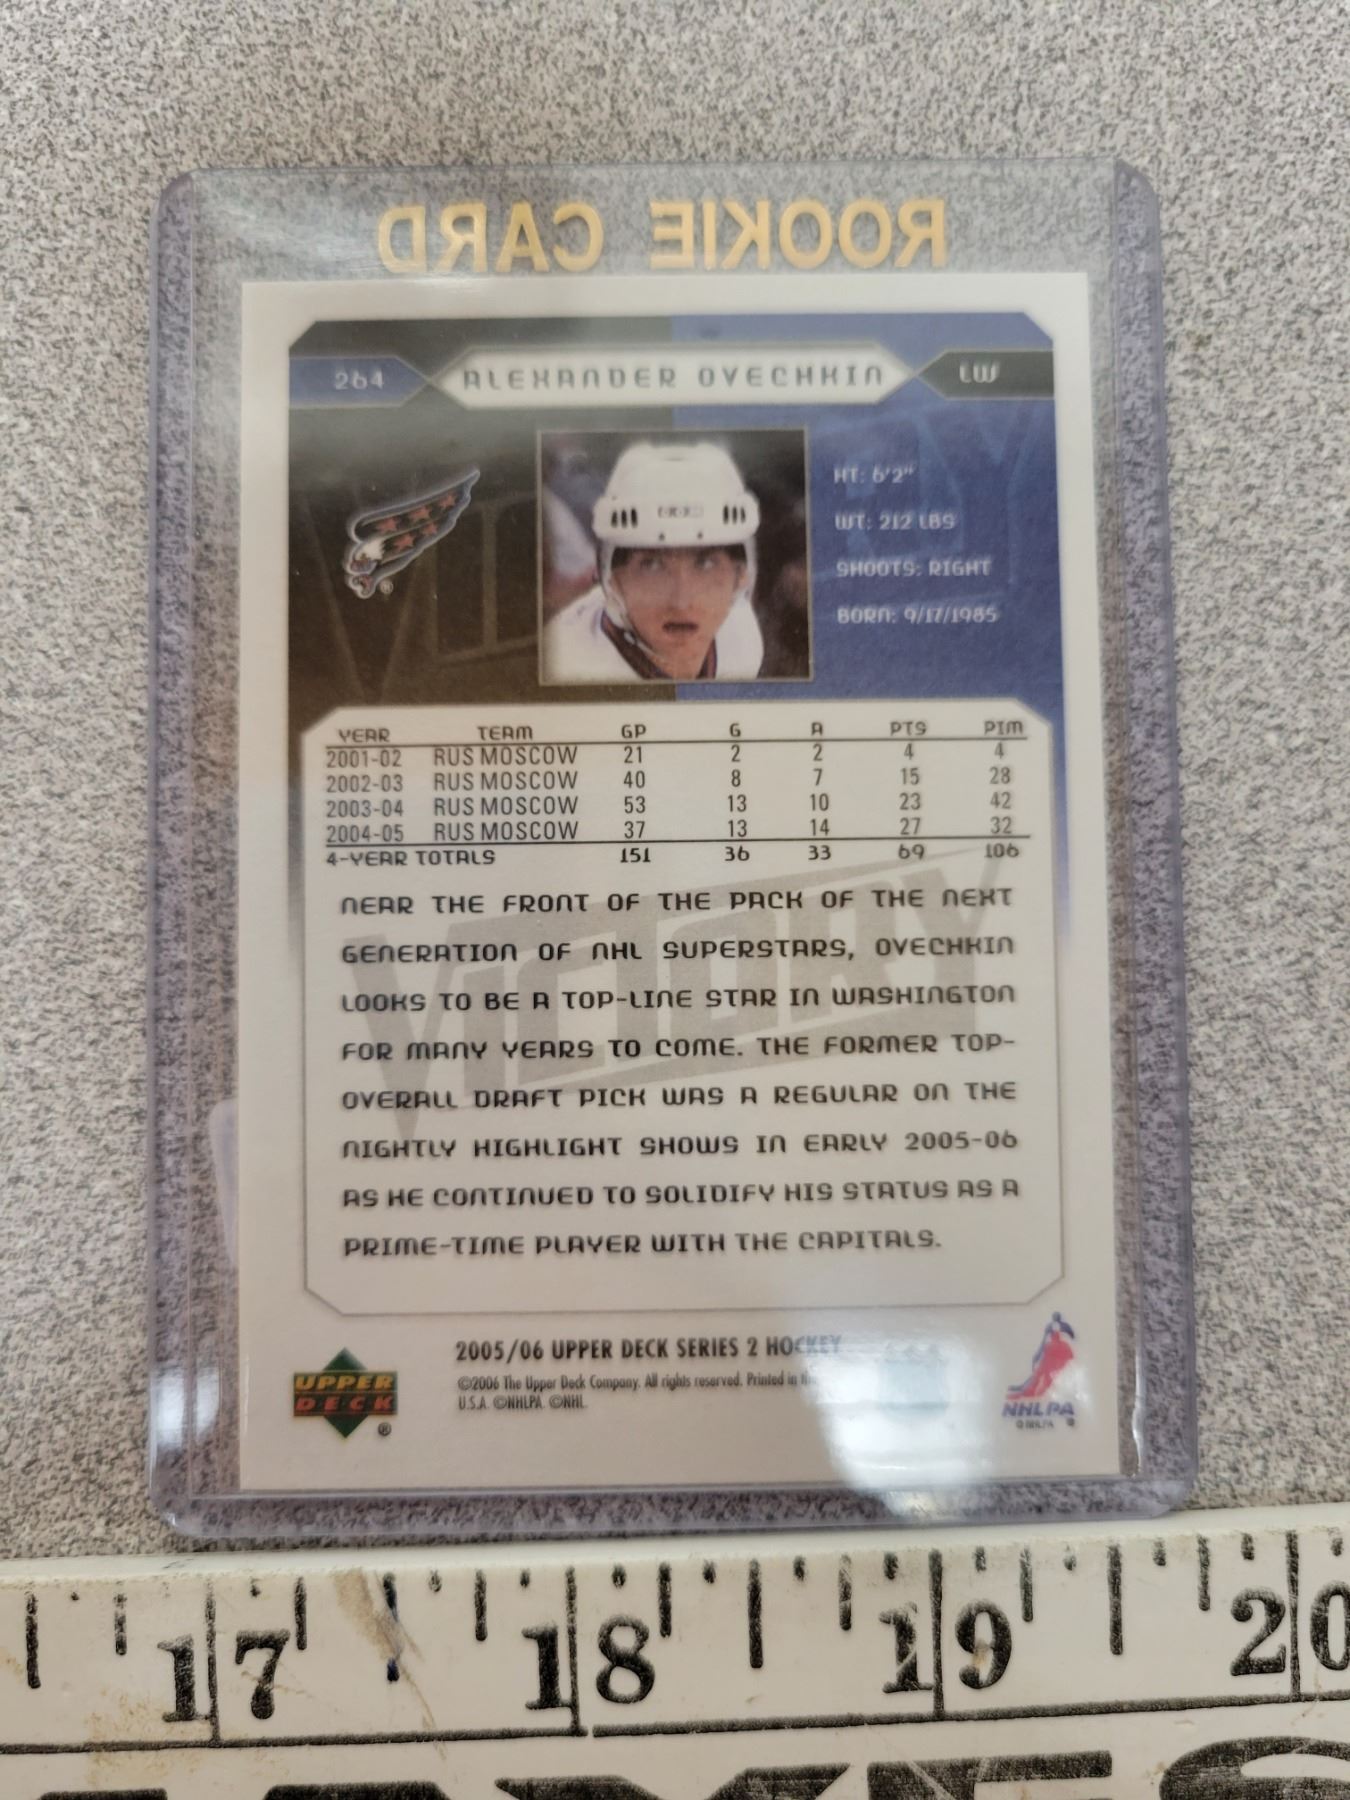 ROOKIE CARD
264 ALEXANDER OVECHKIN LW
HT: 6'2"
WT: 212 LBS
SHOOTS: RIGHT
BORN: 9/17/1985
YEAR TEAM GP G A PTS PIM
2001-02 RUS MOSCOW 21 2 2 4 4
2002-03 RUS MOSCOW 40 8 7 15 28
2003-04 RUS MOSCOW 53 13 10 23 42
2004-05 RUS MOSCOW 37 13 14 27 32
4-YEAR TOTALS 151 36 33 69 106
VICTORY
NEAR THE FRONT OF THE PACK OF THE NEXT
GENERATION OF NHL SUPERSTARS, OVECHKIN
LOOKS TO BE A TOP-LINE STAR IN WASHINGTON
FOR MANY YEARS TO COME. THE FORMER TOP-
OVERALL DRAFT PICK WAS A REGULAR ON THE
NIGHTLY HIGHLIGHT SHOWS IN EARLY 2005-06
AS HE CONTINUED TO SOLIDIFY HIS STATUS AS A
PRIME-TIME PLAYER WITH THE CAPITALS.
UPPER
DECK
®
2005/06 UPPER DECK SERIES 2 HOCKEY
©2006 The Upper Deck Company. All rights reserved. Printed in the
U.S.A. ©NHLPA. ©NHL.
NHLPA
17 18 19 20